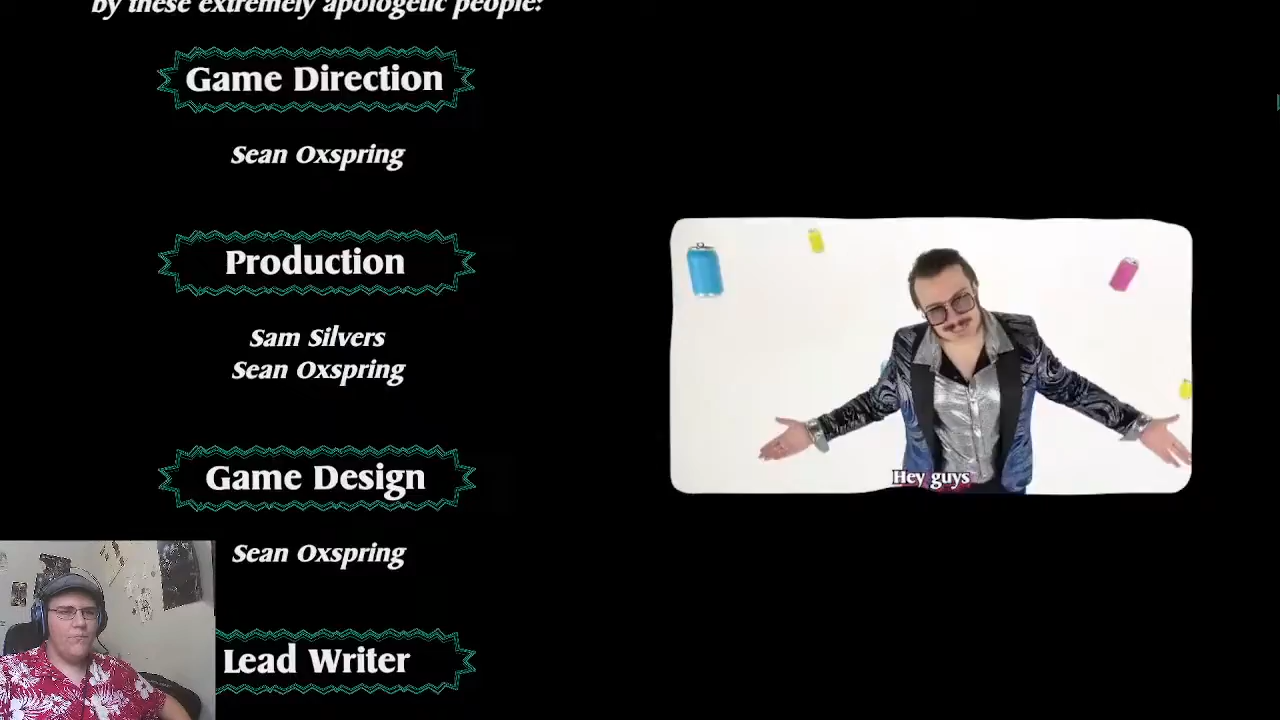 by these extremely apologetic people:
Game Direction
Sean Oxspring
Production
Sam Silvers
Sean Oxspring
Game Design
Sean Oxspring
Lead Writer
Hey guys